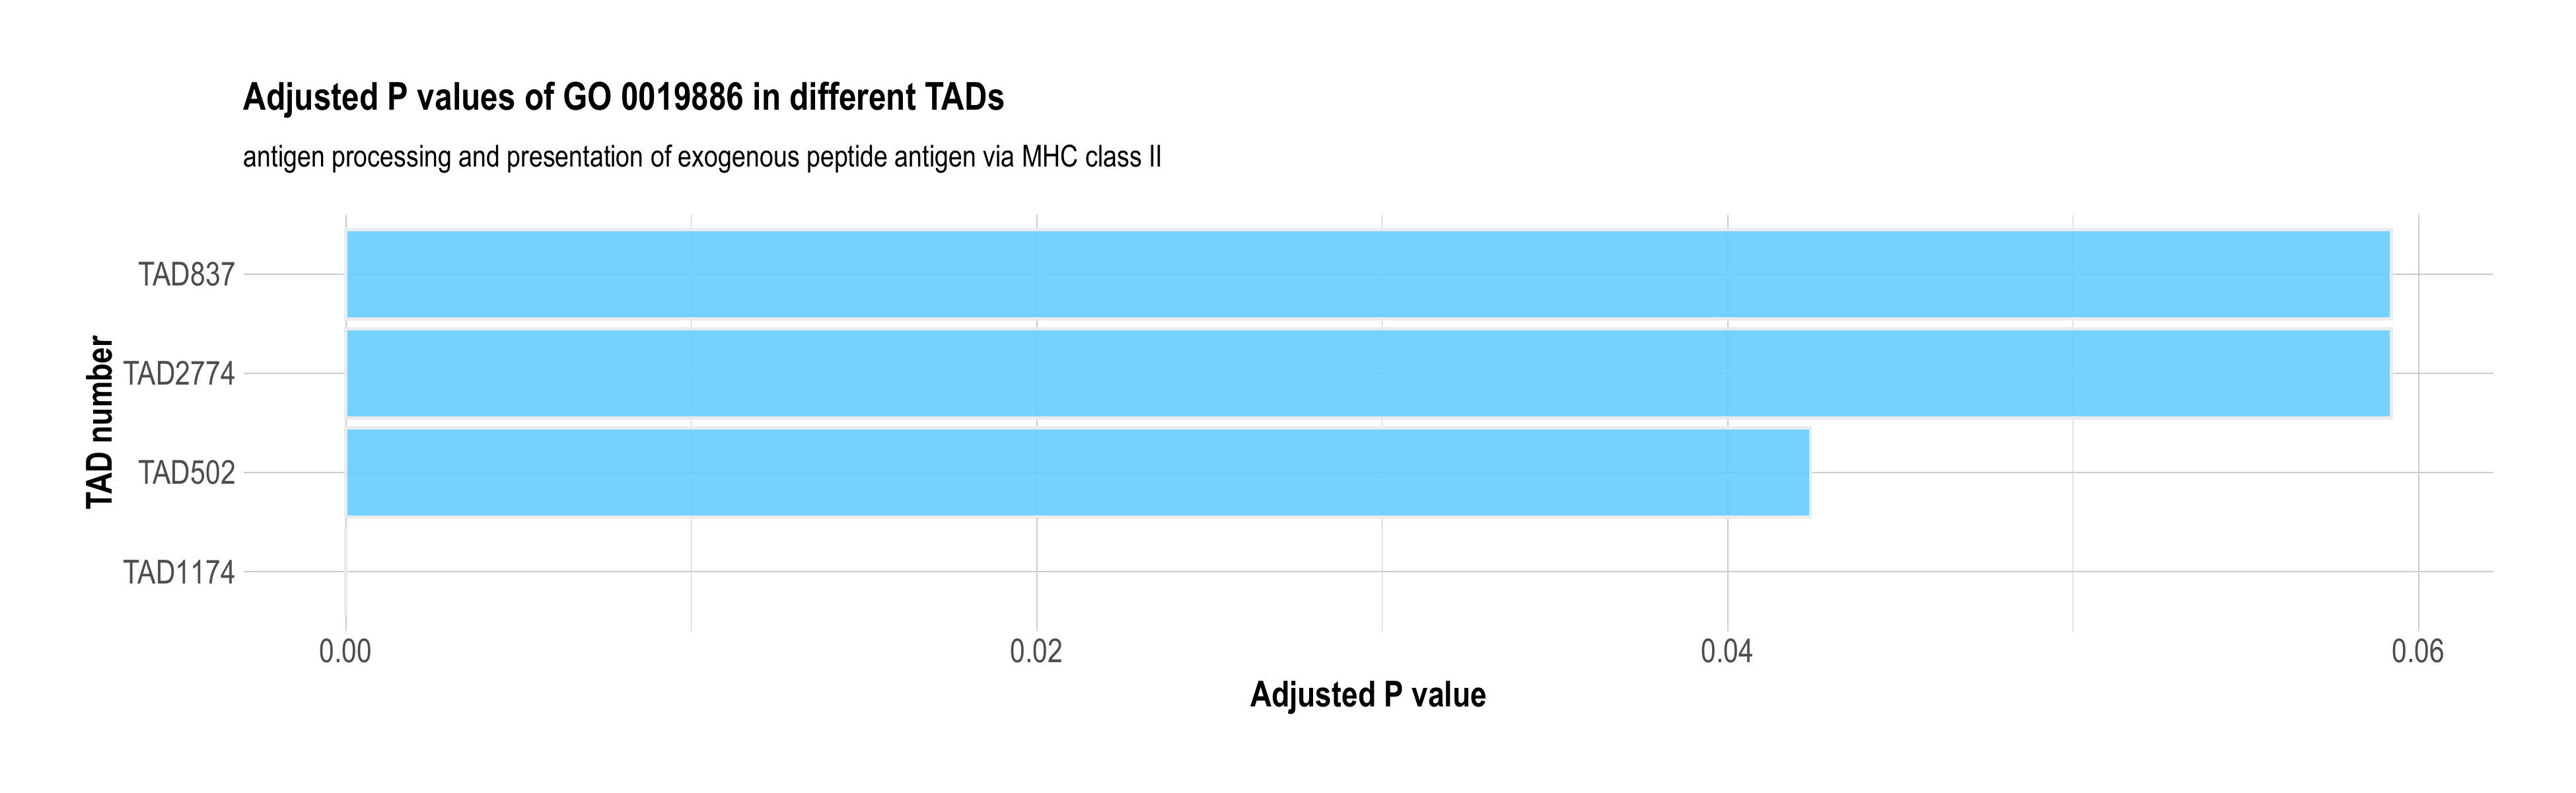 Adjusted P values of GO 0019886 in different TADs
antigen processing and presentation of exogenous peptide antigen via MHC class II
TAD number
TAD837
TAD2774
TAD502
TAD1174
0.00 0.02 0.04 0.06
Adjusted P value